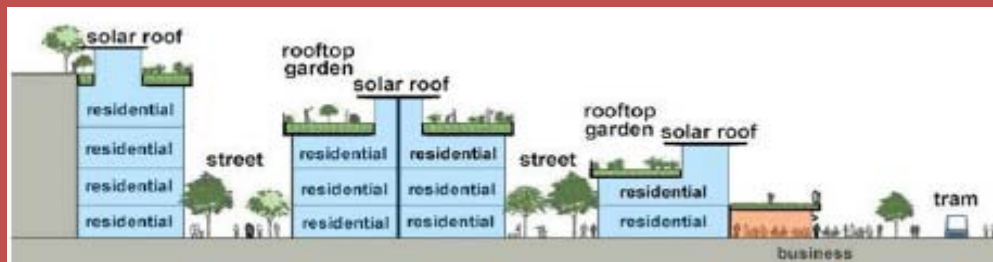 solar roof
rooftop
garden
solar roof
rooftop
garden
solar roof
residential
residential
residential
residential
street
residential residential
residential residential
residential residential
street
residential
residential
tram
business